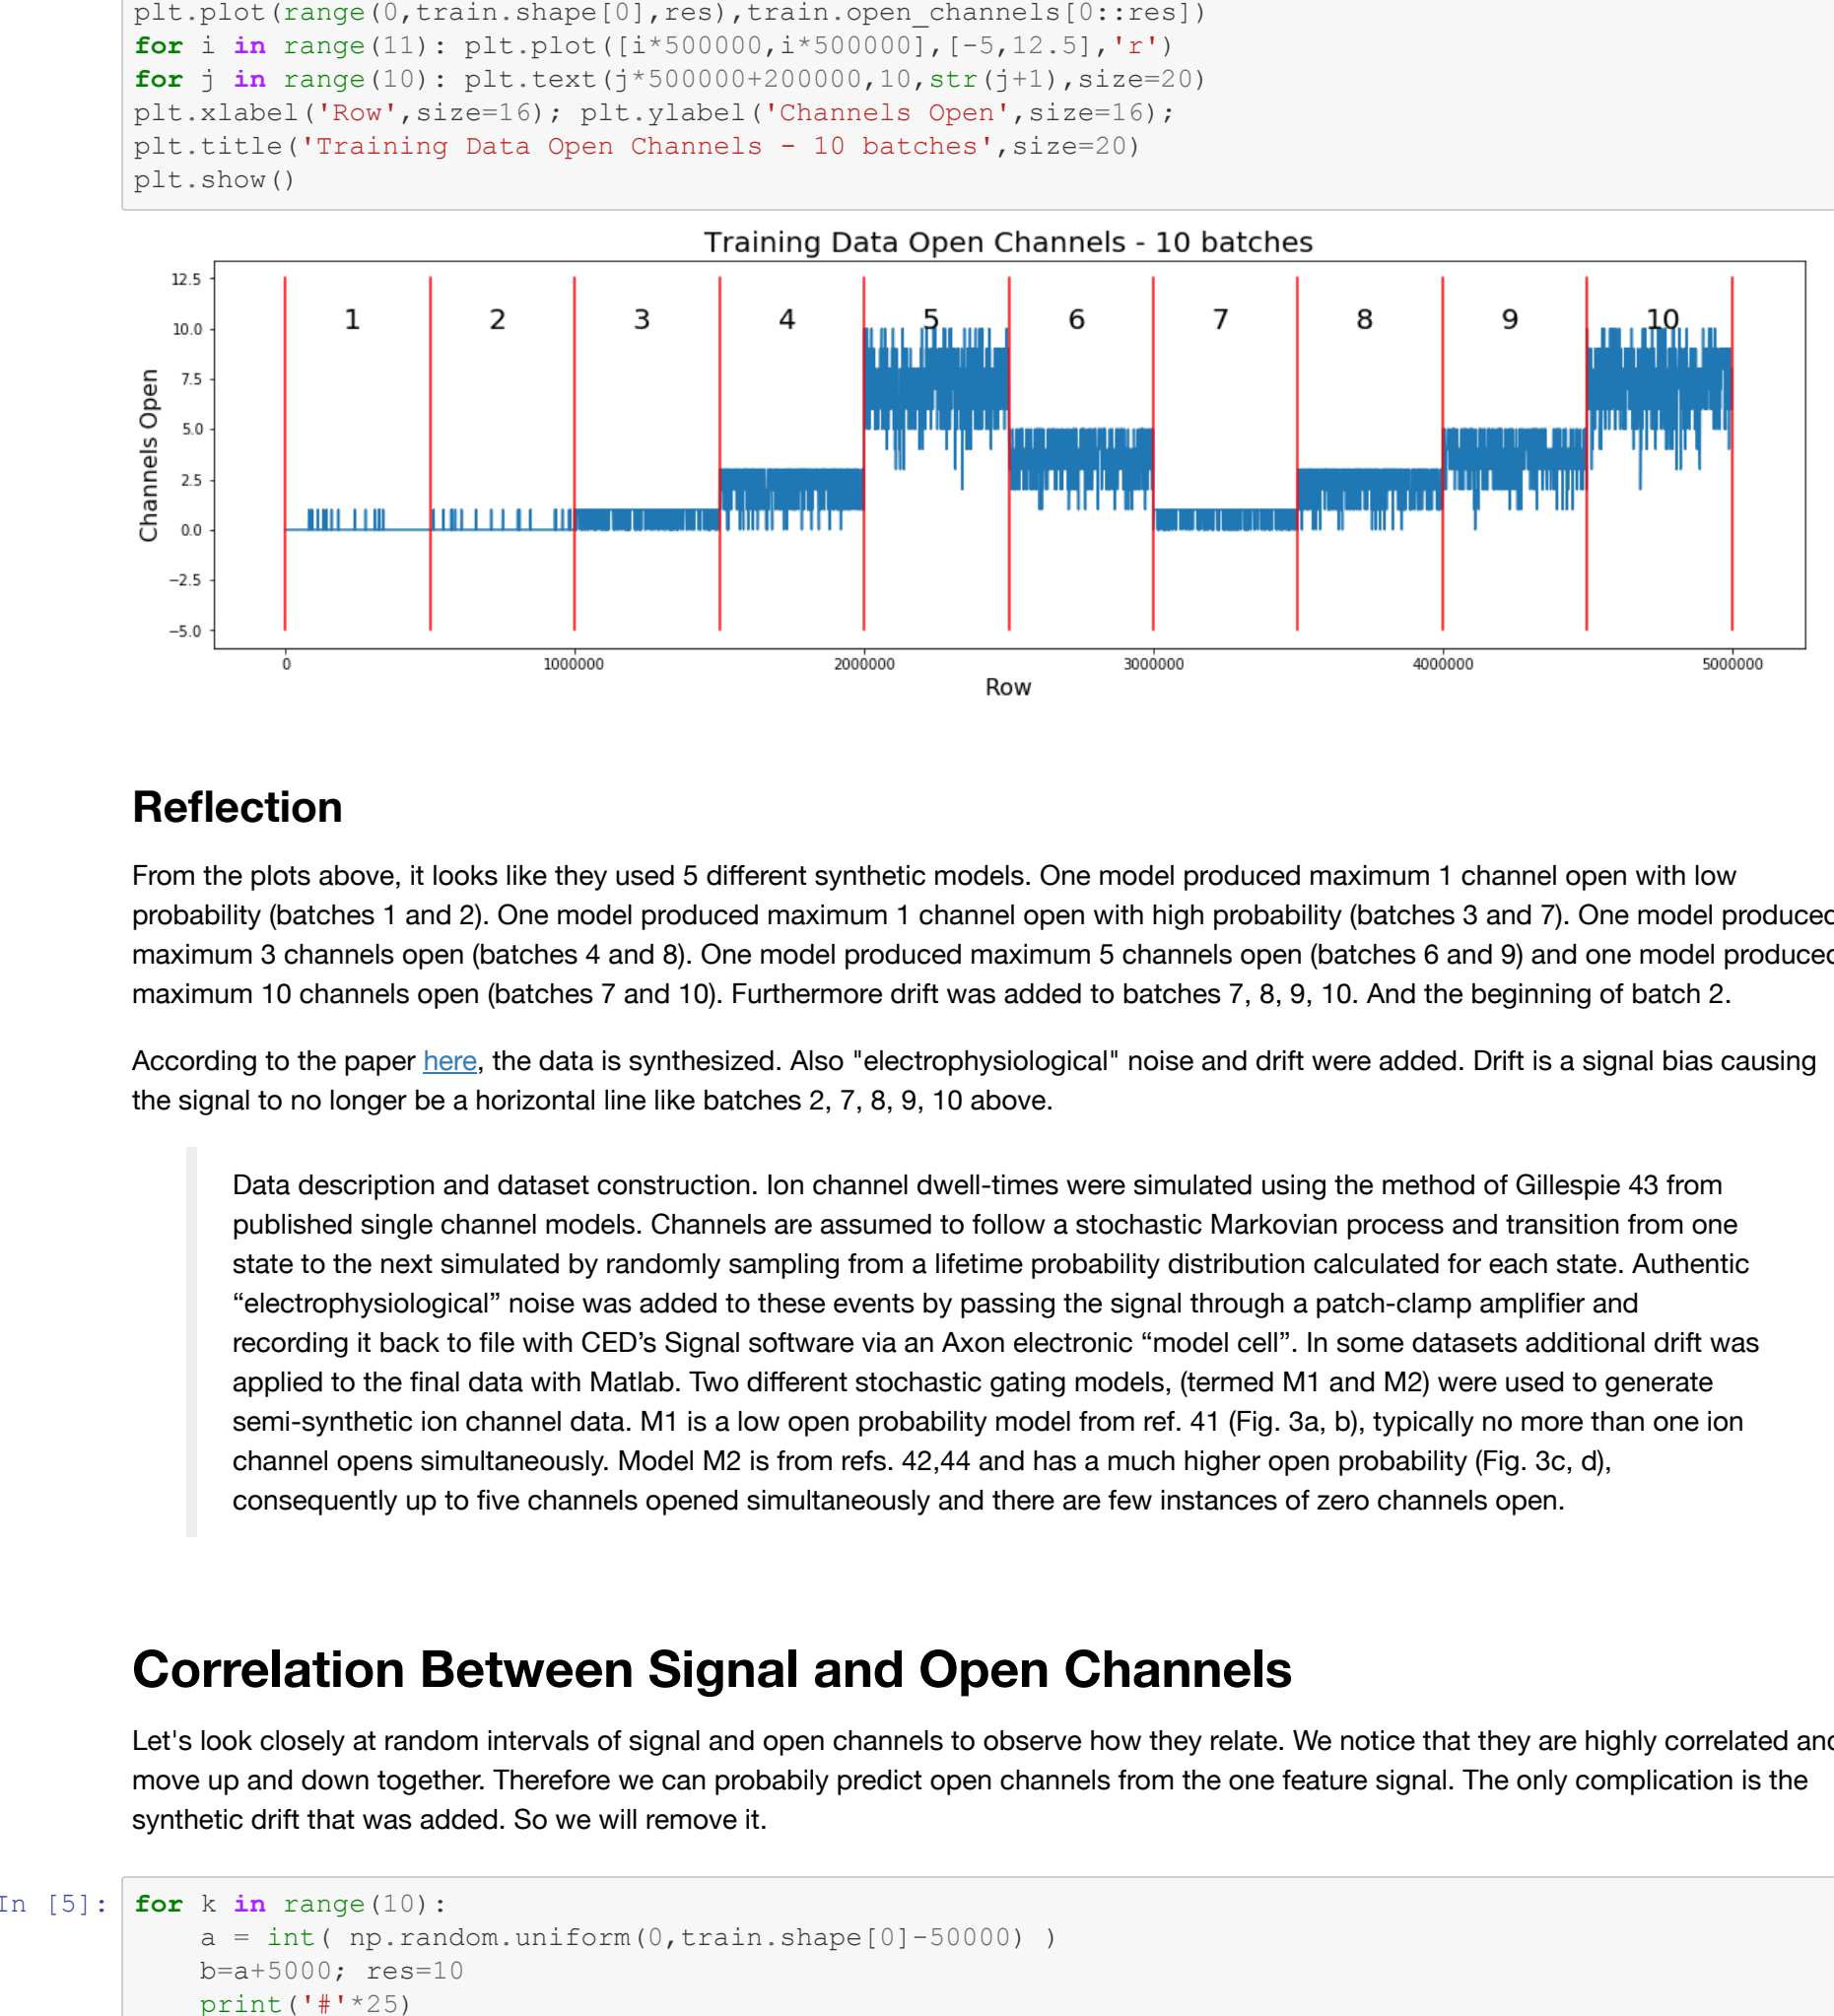 plt.plot(range(0,train.shape[0],res),train.open_channels[0::res])
for i in range(11): plt.plot([i*500000,i*500000],[-5,12.5],'r')
for j in range(10): plt.text(j*500000+200000,10,str(j+1),size=20)
plt.xlabel('Row',size=16); plt.ylabel('Channels Open',size=16);
plt.title('Training Data Open Channels - 10 batches',size=20)
plt.show()
Training Data Open Channels - 10 batches
12.5
1 2 3 4 5 6 7 8 9 10
10.0
7.5
5.0
2.5
0.0
−2.5
−5.0
Channels Open
0 1000000 2000000 3000000 4000000 5000000
Row
Reflection
From the plots above, it looks like they used 5 different synthetic models. One model produced maximum 1 channel open with low
probability (batches 1 and 2). One model produced maximum 1 channel open with high probability (batches 3 and 7). One model produced
maximum 3 channels open (batches 4 and 8). One model produced maximum 5 channels open (batches 6 and 9) and one model produced
maximum 10 channels open (batches 7 and 10). Furthermore drift was added to batches 7, 8, 9, 10. And the beginning of batch 2.
According to the paper here, the data is synthesized. Also "electrophysiological" noise and drift were added. Drift is a signal bias causing
the signal to no longer be a horizontal line like batches 2, 7, 8, 9, 10 above.
Data description and dataset construction. Ion channel dwell-times were simulated using the method of Gillespie 43 from
published single channel models. Channels are assumed to follow a stochastic Markovian process and transition from one
state to the next simulated by randomly sampling from a lifetime probability distribution calculated for each state. Authentic
“electrophysiological” noise was added to these events by passing the signal through a patch-clamp amplifier and
recording it back to file with CED’s Signal software via an Axon electronic “model cell”. In some datasets additional drift was
applied to the final data with Matlab. Two different stochastic gating models, (termed M1 and M2) were used to generate
semi-synthetic ion channel data. M1 is a low open probability model from ref. 41 (Fig. 3a, b), typically no more than one ion
channel opens simultaneously. Model M2 is from refs. 42,44 and has a much higher open probability (Fig. 3c, d),
consequently up to five channels opened simultaneously and there are few instances of zero channels open.
Correlation Between Signal and Open Channels
Let's look closely at random intervals of signal and open channels to observe how they relate. We notice that they are highly correlated and
move up and down together. Therefore we can probabily predict open channels from the one feature signal. The only complication is the
synthetic drift that was added. So we will remove it.
In [5]: for k in range(10):
a = int( np.random.uniform(0,train.shape[0]-50000) )
b=a+5000; res=10
print('#'*25)